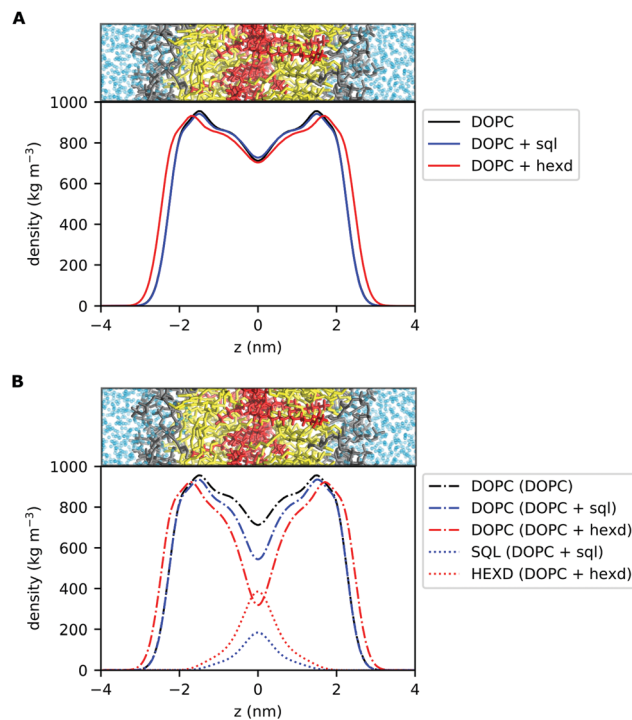 A
1000
800
600
400
200
0
density (kg m⁻³)
−4 −2 0 2 4
z (nm)
DOPC
DOPC + sql
DOPC + hexd
B
1000
800
600
400
200
0
density (kg m⁻³)
−4 −2 0 2 4
z (nm)
DOPC (DOPC)
DOPC (DOPC + sql)
DOPC (DOPC + hexd)
SQL (DOPC + sql)
HEXD (DOPC + hexd)